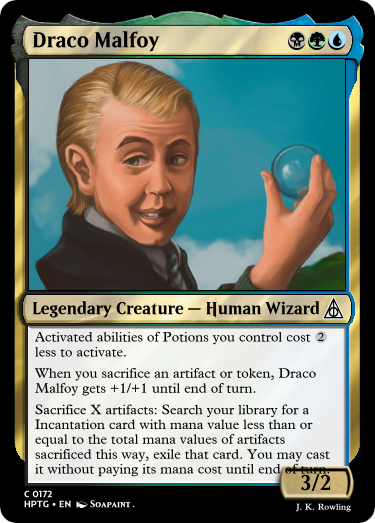 Draco Malfoy
Legendary Creature — Human Wizard
Activated abilities of Potions you control cost 2
less to activate.
When you sacrifice an artifact or token, Draco
Malfoy gets +1/+1 until end of turn.
Sacrifice X artifacts: Search your library for a
Incantation card with mana value less than or
equal to the total mana values of artifacts
sacrificed this way, exile that card. You may cast
it without paying its mana cost until end of turn.
3/2
C 0172
HPTG • EN SOAPAINT.
J. K. Rowling